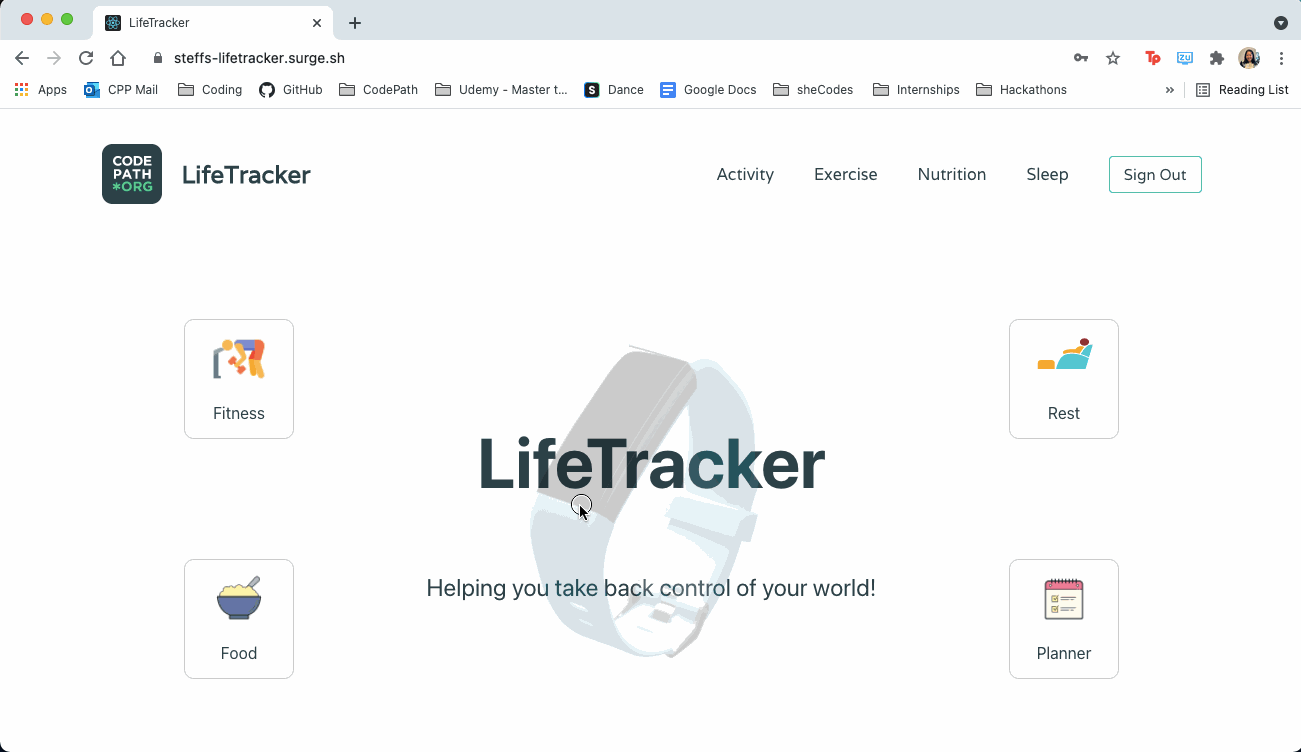 LifeTracker
steffs-lifetracker.surge.sh
Tp
ZU
Apps
CPP Mail
Coding
GitHub
CodePath
Udemy - Master t...
S
Dance
Google Docs
sheCodes
Internships
Hackathons
»
Reading List
CODE
PATH
*ORG
LifeTracker
Activity
Exercise
Nutrition
Sleep
Sign Out
Fitness
Rest
LifeTracker
Helping you take back control of your world!
Food
Planner